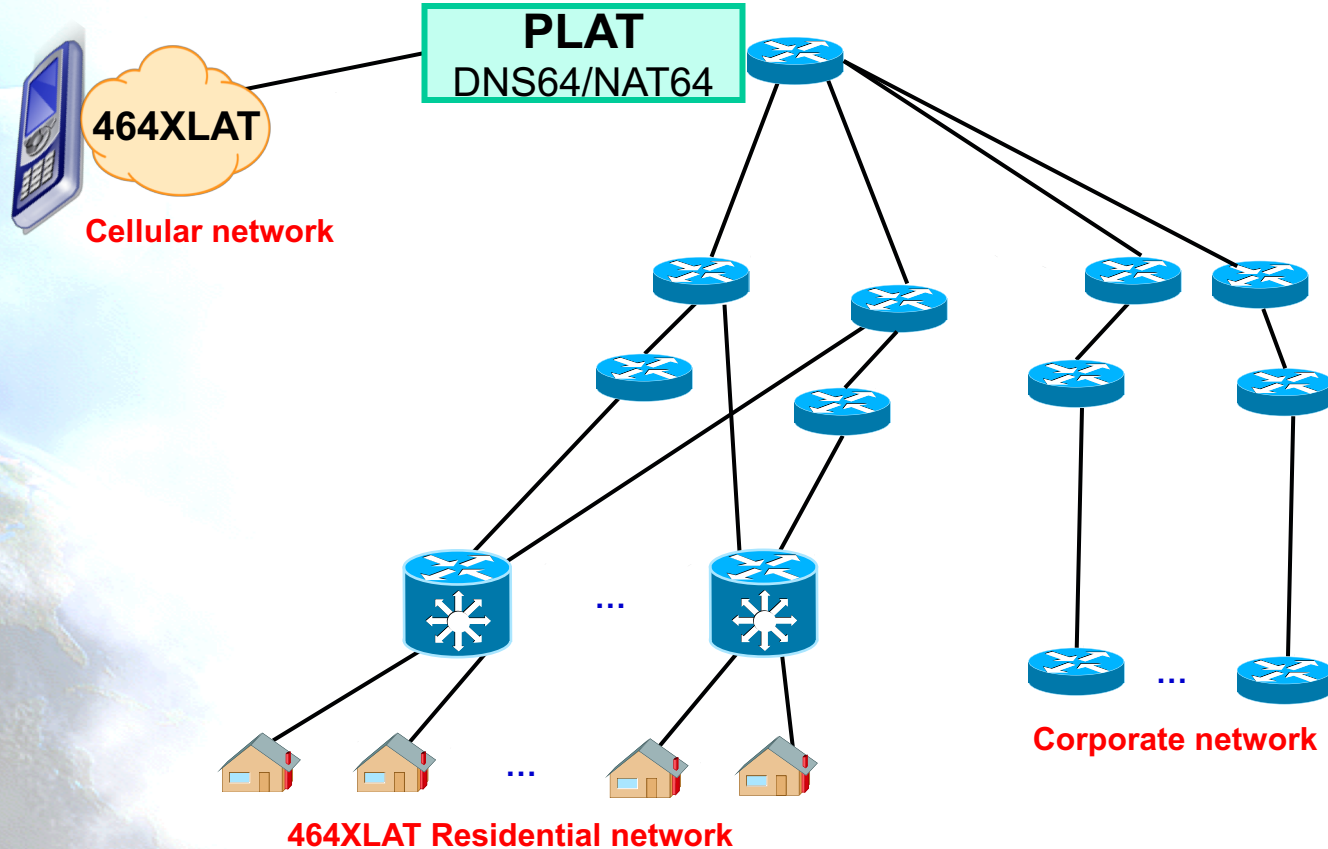 PLAT
DNS64/NAT64
464XLAT
Cellular network
...
...
...
Corporate network
464XLAT Residential network